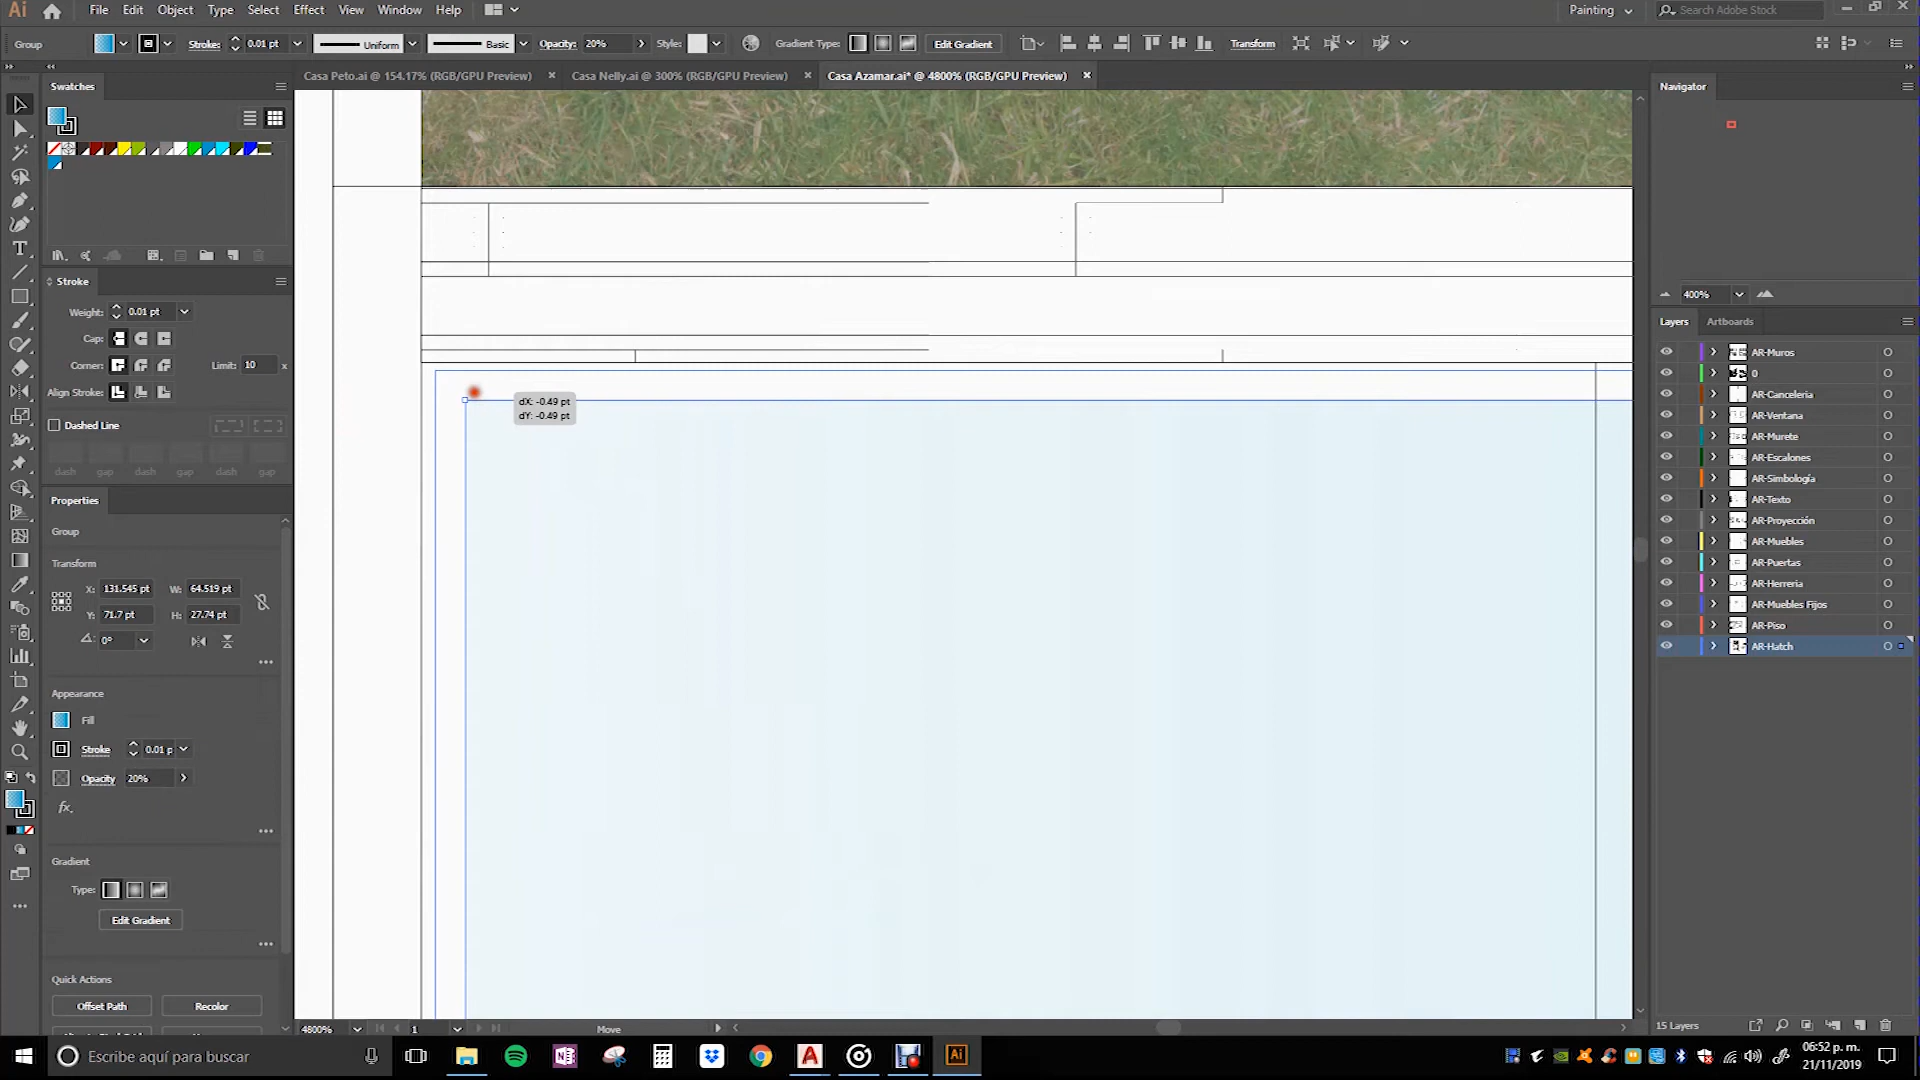 Ai File Edit Object Type Select Effect View Window Help Painting Search Adobe Stock
Group Stroke: 0.01 pt Uniform Basic Opacity: 20% Style: Gradient Type: Edit Gradient Transform
Casa Peto.ai @ 154.17% (RGB/GPU Preview) × Casa Nelly.ai @ 300% (RGB/GPU Preview) × Casa Azamar.ai* @ 4800% (RGB/GPU Preview) ×
Swatches
Stroke
Weight: 0.01 pt
Cap:
Corner: Limit: 10 x
Align Stroke:
Dashed Line
dash gap dash gap dash gap
Properties
Group
Transform
X: 131.545 pt W: 64.519 pt
Y: 71.7 pt H: 27.74 pt
0°
Appearance
Fill
Stroke 0.01 p
Opacity 20%
fx.
Gradient
Type:
Edit Gradient
Quick Actions
Offset Path Recolor
dX: -0.49 pt
dY: -0.49 pt
Navigator
400%
Layers Artboards
AR-Muros
0
AR-Canceleria
AR-Ventana
AR-Murete
AR-Escalones
AR-Simbología
AR-Texto
AR-Proyección
AR-Muebles
AR-Puertas
AR-Herreria
AR-Muebles Fijos
AR-Piso
AR-Hatch
15 Layers
4800% 1 Move
Escribe aquí para buscar
06:52 p. m.
21/11/2019